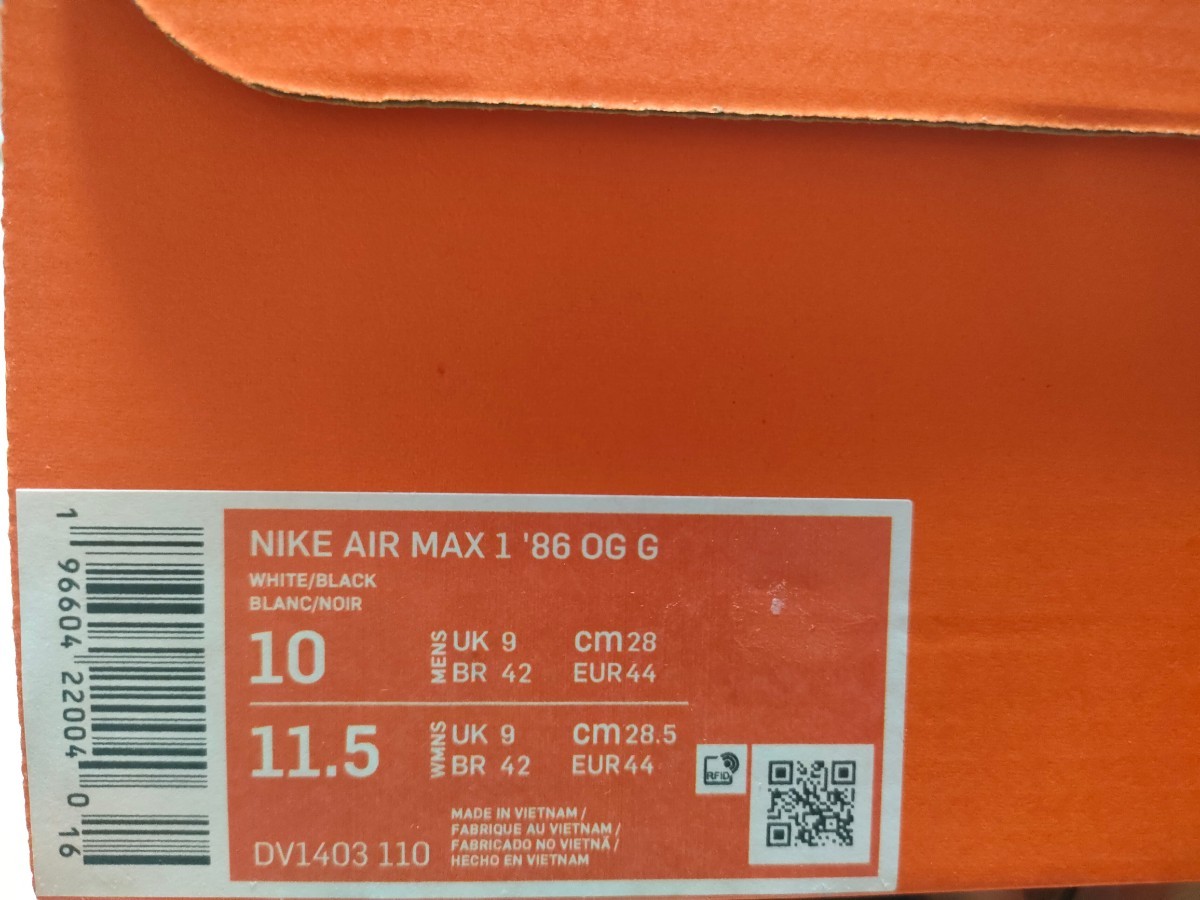 NIKE AIR MAX 1 '86 OG G
WHITE/BLACK
BLANC/NOIR
10 MENS UK 9 cm 28
BR 42 EUR 44
11.5 WMNS UK 9 cm 28.5
BR 42 EUR 44
RFID
MADE IN VIETNAM /
FABRIQUE AU VIETNAM /
FABRICADO NO VIETNÃ /
HECHO EN VIETNAM
DV1403 110
1 96604 22004 0 16